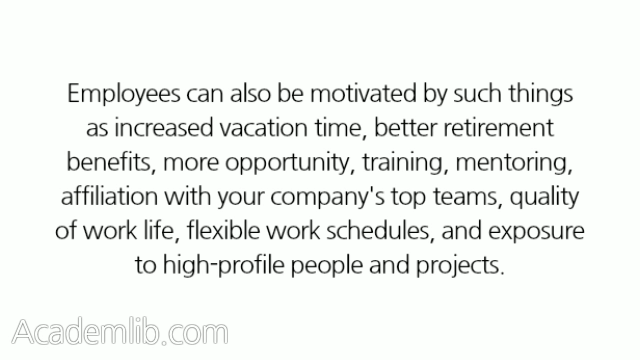 Employees can also be motivated by such things
as increased vacation time, better retirement
benefits, more opportunity, training, mentoring,
affiliation with your company's top teams, quality
of work life, flexible work schedules, and exposure
to high-profile people and projects.
Academlib.com